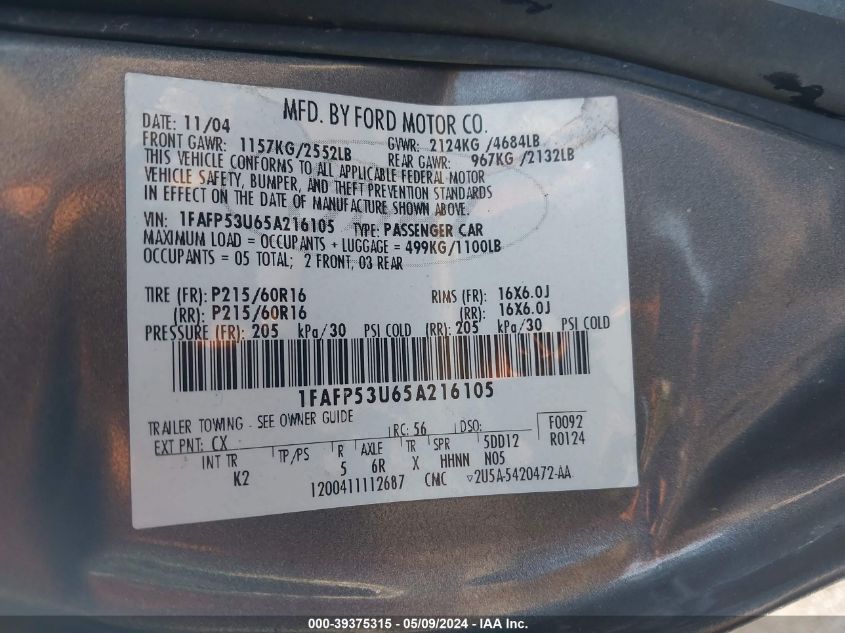 MFD. BY FORD MOTOR CO.
DATE: 11/04 GVWR: 2124KG /4684LB
FRONT GAWR: 1157KG/2552LB REAR GAWR: 967KG /2132LB
THIS VEHICLE CONFORMS TO ALL APPLICABLE FEDERAL MOTOR
VEHICLE SAFETY, BUMPER, AND THEFT PREVENTION STANDARDS
IN EFFECT ON THE DATE OF MANUFACTURE SHOWN ABOVE.
VIN: 1FAFP53U65A216105 TYPE: PASSENGER CAR
MAXIMUM LOAD = OCCUPANTS + LUGGAGE = 499KG/1100LB
OCCUPANTS = 05 TOTAL; 2 FRONT, 03 REAR
TIRE (FR): P215/60R16 RIMS (FR): 16X6.0J
(RR): P215/60R16 (RR): 16X6.0J
PRESSURE (FR): 205 kPa/30 PSI COLD (RR): 205 kPa/30 PSI COLD
1FAFP53U65A216105
TRAILER TOWING - SEE OWNER GUIDE
EXT PNT: CX RC: 56 DSO: F0092
R0124
INT TR TP/PS R AXLE TR SPR 5DD12
K2 5 6R X HHNN N05
1200411112687 CMC ▽2U5A-5420472-AA
000-39375315 - 05/09/2024 - IAA Inc.